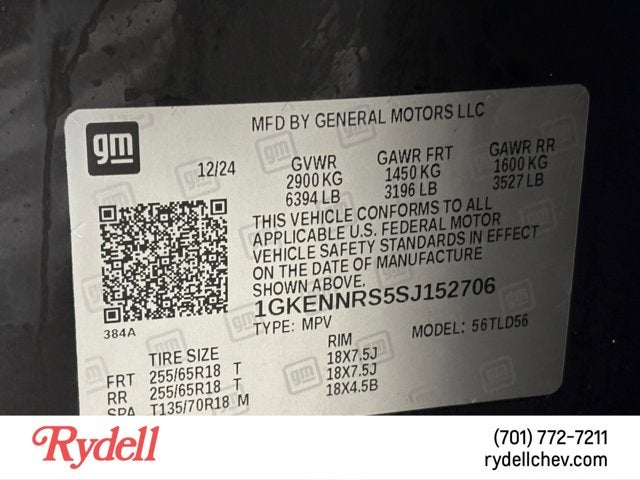 gm
MFD BY GENERAL MOTORS LLC
12/24
GVWR GAWR FRT GAWR RR
2900 KG 1450 KG 1600 KG
6394 LB 3196 LB 3527 LB
THIS VEHICLE CONFORMS TO ALL
APPLICABLE U.S. FEDERAL MOTOR
VEHICLE SAFETY STANDARDS IN EFFECT
ON THE DATE OF MANUFACTURE
SHOWN ABOVE.
384A
1GKENNRS5SJ152706
TYPE: MPV MODEL: 56TLD56
TIRE SIZE RIM
FRT 255/65R18 T 18X7.5J
RR 255/65R18 T 18X7.5J
SPA T135/70R18 M 18X4.5B
Rydell
(701) 772-7211
rydellchev.com